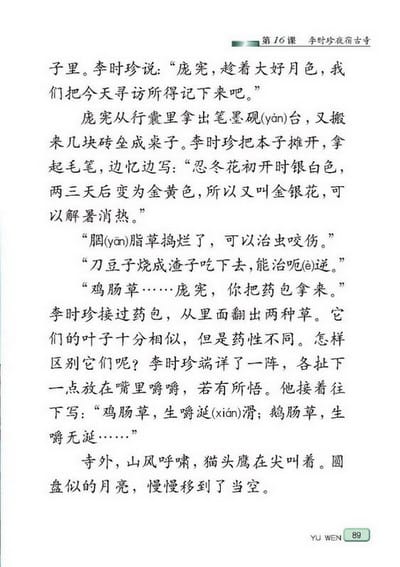 第16课 李时珍夜宿古寺
子里。李时珍说：“庞宪，趁着大好月色，我
们把今天寻访所得记下来吧。”
庞宪从行囊里拿出笔墨砚(yàn)台，又搬
来几块砖垒成桌子。李时珍把本子摊开，拿
起毛笔，边忆边写：“忍冬花初开时银白色，
两三天后变为金黄色，所以又叫金银花，可
以解暑消热。”
“胭(yān)脂草捣烂了，可以治虫咬伤。”
“刀豆子烧成渣子吃下去，能治呃(è)逆。”
“鸡肠草……庞宪，你把药包拿来。”
李时珍接过药包，从里面翻出两种草。它
们的叶子十分相似，但是药性不同。怎样
区别它们呢？李时珍端详了一阵，各扯下
一点放在嘴里嚼嚼，若有所悟。他接着往
下写：“鸡肠草，生嚼涎(xián)滑；鹅肠草，生
嚼无涎……”
寺外，山风呼啸，猫头鹰在尖叫着。圆
盘似的月亮，慢慢移到了当空。
YU WEN 89